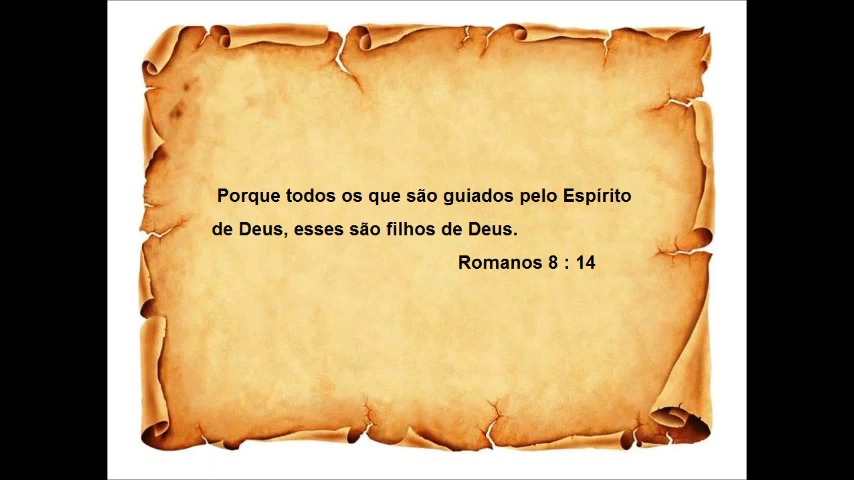 Porque todos os que são guiados pelo Espírito
de Deus, esses são filhos de Deus.
Romanos 8 : 14